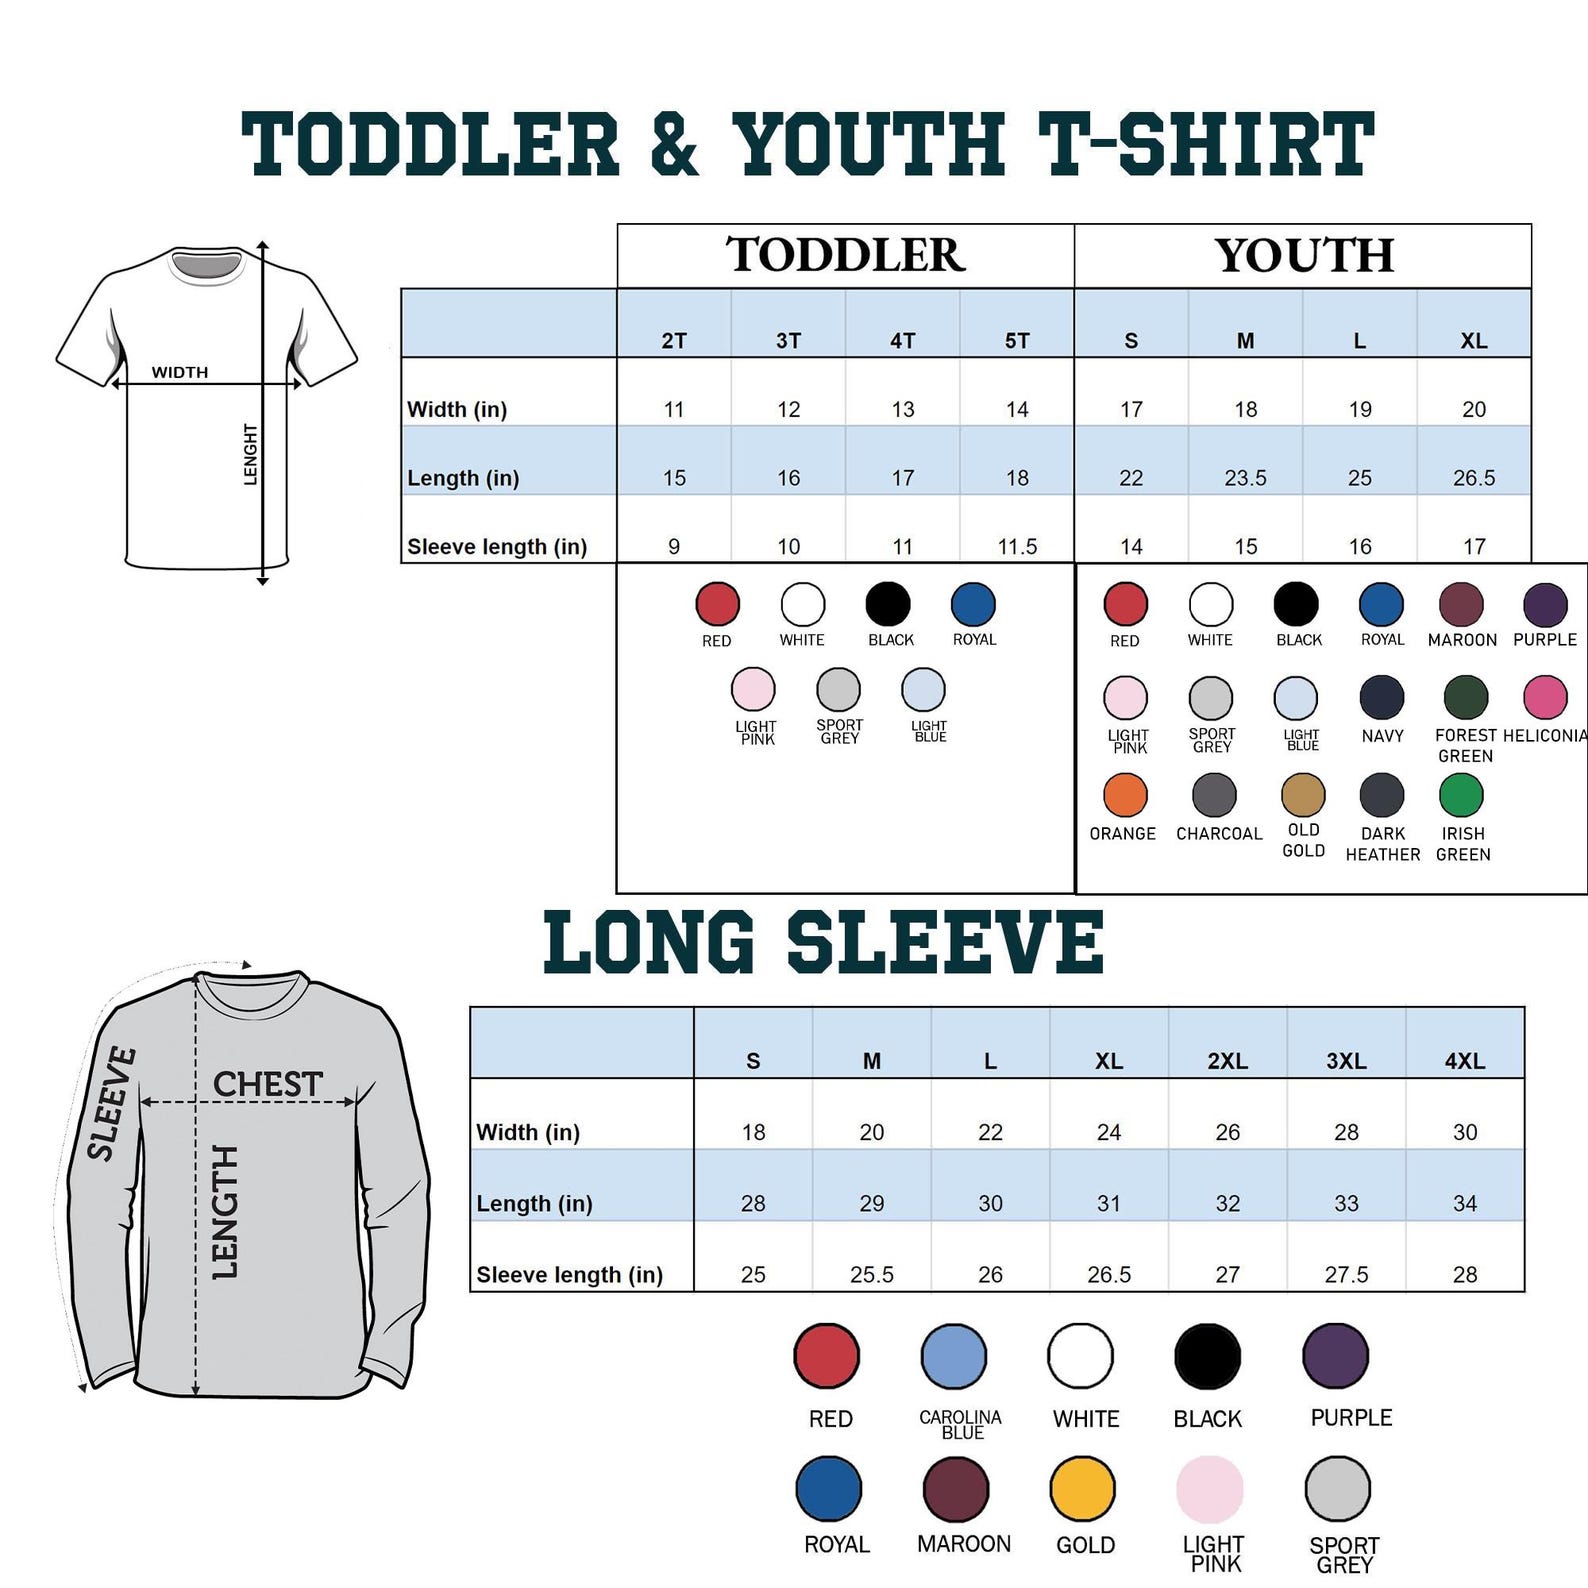 TODDLER & YOUTH T-SHIRT
TODDLER YOUTH
2T 3T 4T 5T S M L XL
Width (in) 11 12 13 14 17 18 19 20
Length (in) 15 16 17 18 22 23.5 25 26.5
Sleeve length (in) 9 10 11 11.5 14 15 16 17
WIDTH
LENGHT
RED WHITE BLACK ROYAL
LIGHT PINK SPORT GREY LIGHT BLUE
RED WHITE BLACK ROYAL MAROON PURPLE
LIGHT PINK SPORT GREY LIGHT BLUE NAVY FOREST GREEN HELICONIA
ORANGE CHARCOAL OLD GOLD DARK HEATHER IRISH GREEN
LONG SLEEVE
SLEEVE
CHEST
LENGTH
S M L XL 2XL 3XL 4XL
Width (in) 18 20 22 24 26 28 30
Length (in) 28 29 30 31 32 33 34
Sleeve length (in) 25 25.5 26 26.5 27 27.5 28
RED CAROLINA BLUE WHITE BLACK PURPLE
ROYAL MAROON GOLD LIGHT PINK SPORT GREY